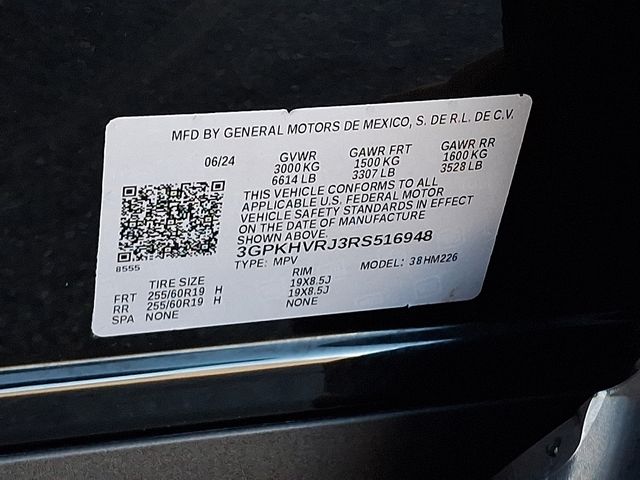 MFD BY GENERAL MOTORS DE MEXICO, S. DE R.L. DE C.V.
06/24 GVWR GAWR FRT GAWR RR
3000 KG 1500 KG 1600 KG
6614 LB 3307 LB 3528 LB
THIS VEHICLE CONFORMS TO ALL
APPLICABLE U.S. FEDERAL MOTOR
VEHICLE SAFETY STANDARDS IN EFFECT
ON THE DATE OF MANUFACTURE
SHOWN ABOVE.
3GPKHVRJ3RS516948
8555
TYPE: MPV MODEL: 38HM226
TIRE SIZE RIM
FRT 255/60R19 H 19X8.5J
RR 255/60R19 H 19X8.5J
SPA NONE NONE